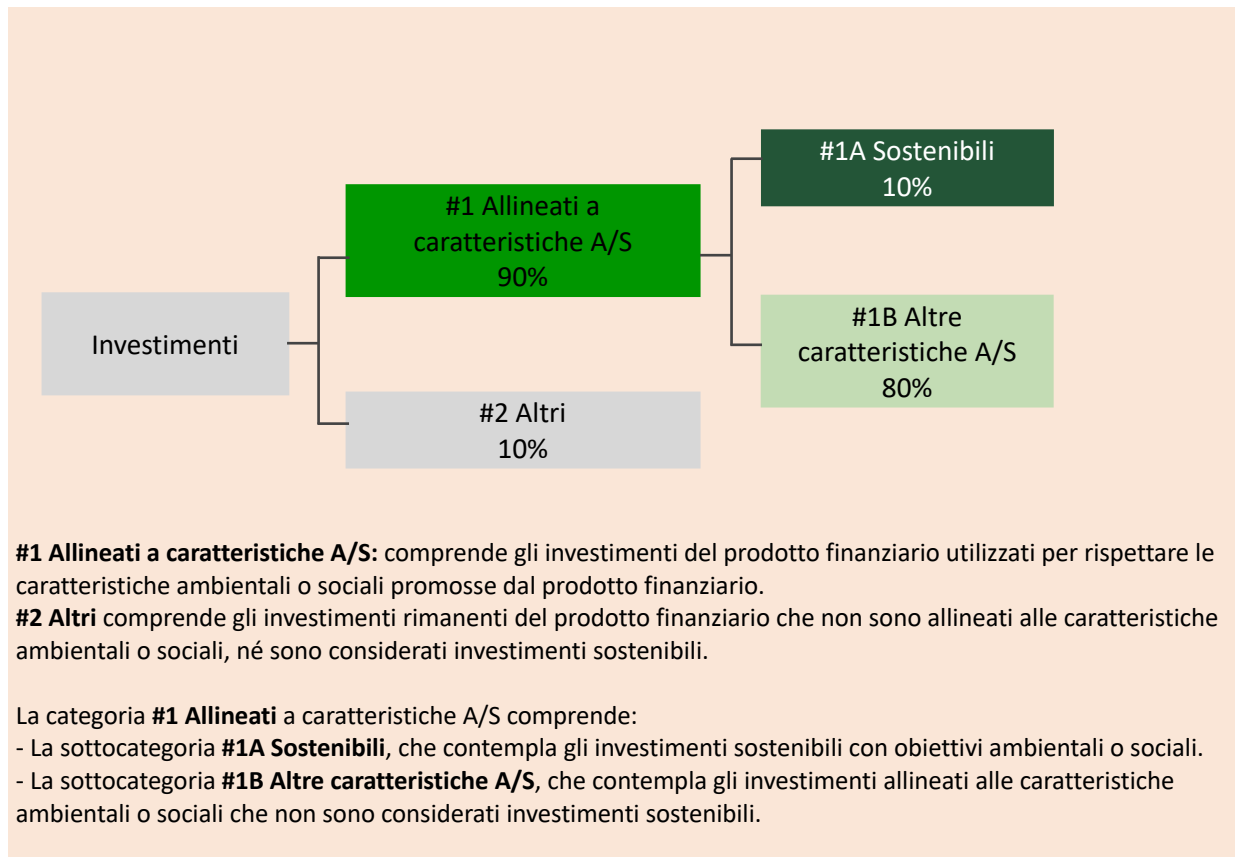 #1A Sostenibili
10%
#1 Allineati a
caratteristiche A/S
90%
Investimenti
#1B Altre
caratteristiche A/S
80%
#2 Altri
10%
#1 Allineati a caratteristiche A/S: comprende gli investimenti del prodotto finanziario utilizzati per rispettare le
caratteristiche ambientali o sociali promosse dal prodotto finanziario.
#2 Altri comprende gli investimenti rimanenti del prodotto finanziario che non sono allineati alle caratteristiche
ambientali o sociali, né sono considerati investimenti sostenibili.
La categoria #1 Allineati a caratteristiche A/S comprende:
- La sottocategoria #1A Sostenibili, che contempla gli investimenti sostenibili con obiettivi ambientali o sociali.
- La sottocategoria #1B Altre caratteristiche A/S, che contempla gli investimenti allineati alle caratteristiche
ambientali o sociali che non sono considerati investimenti sostenibili.